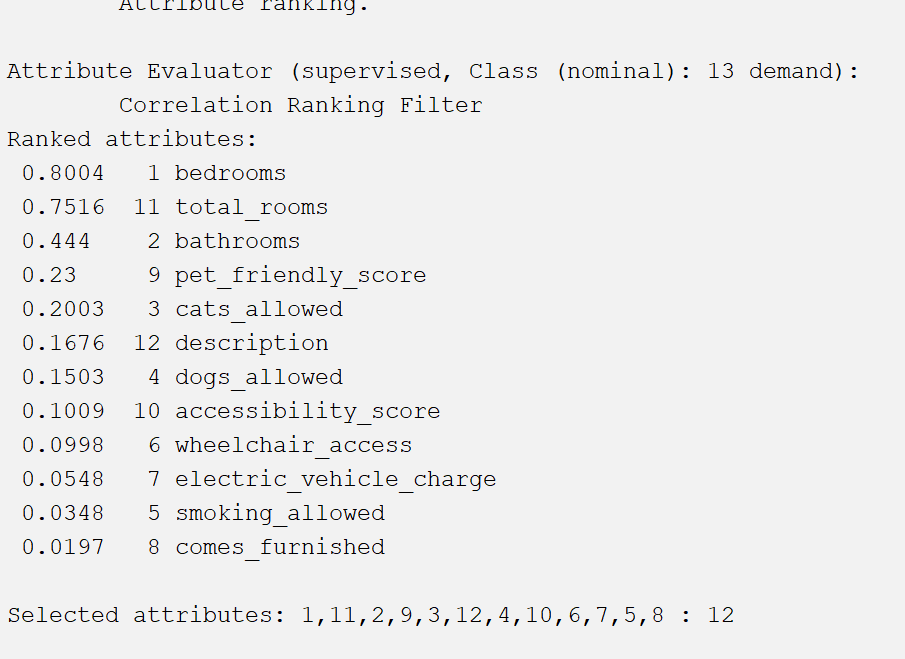 Attribute ranking.
Attribute Evaluator (supervised, Class (nominal): 13 demand):
Correlation Ranking Filter
Ranked attributes:
0.8004 1 bedrooms
0.7516 11 total_rooms
0.444 2 bathrooms
0.23 9 pet_friendly_score
0.2003 3 cats_allowed
0.1676 12 description
0.1503 4 dogs_allowed
0.1009 10 accessibility_score
0.0998 6 wheelchair_access
0.0548 7 electric_vehicle_charge
0.0348 5 smoking_allowed
0.0197 8 comes_furnished
Selected attributes: 1,11,2,9,3,12,4,10,6,7,5,8 : 12